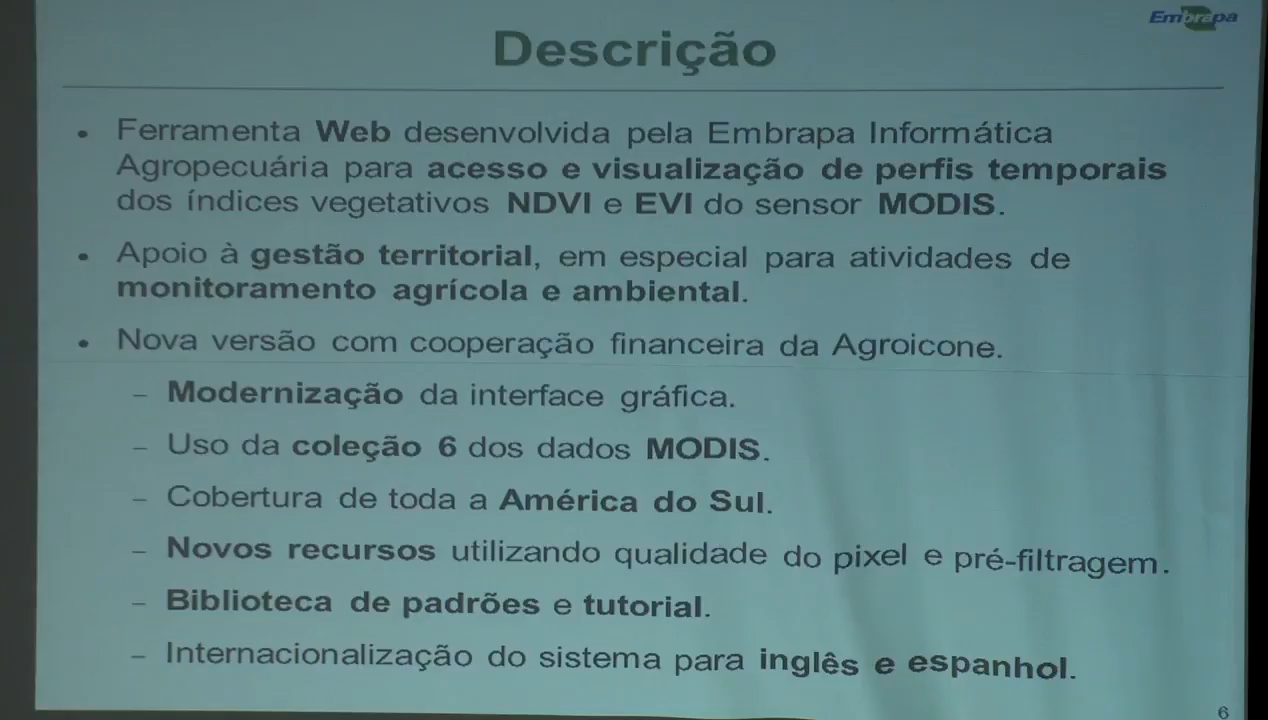 Embrapa
Descrição
• Ferramenta Web desenvolvida pela Embrapa Informática
Agropecuária para acesso e visualização de perfis temporais
dos índices vegetativos NDVI e EVI do sensor MODIS.
• Apoio à gestão territorial, em especial para atividades de
monitoramento agrícola e ambiental.
• Nova versão com cooperação financeira da Agroicone.
– Modernização da interface gráfica.
– Uso da coleção 6 dos dados MODIS.
– Cobertura de toda a América do Sul.
– Novos recursos utilizando qualidade do pixel e pré-filtragem.
– Biblioteca de padrões e tutorial.
– Internacionalização do sistema para inglês e espanhol.
6